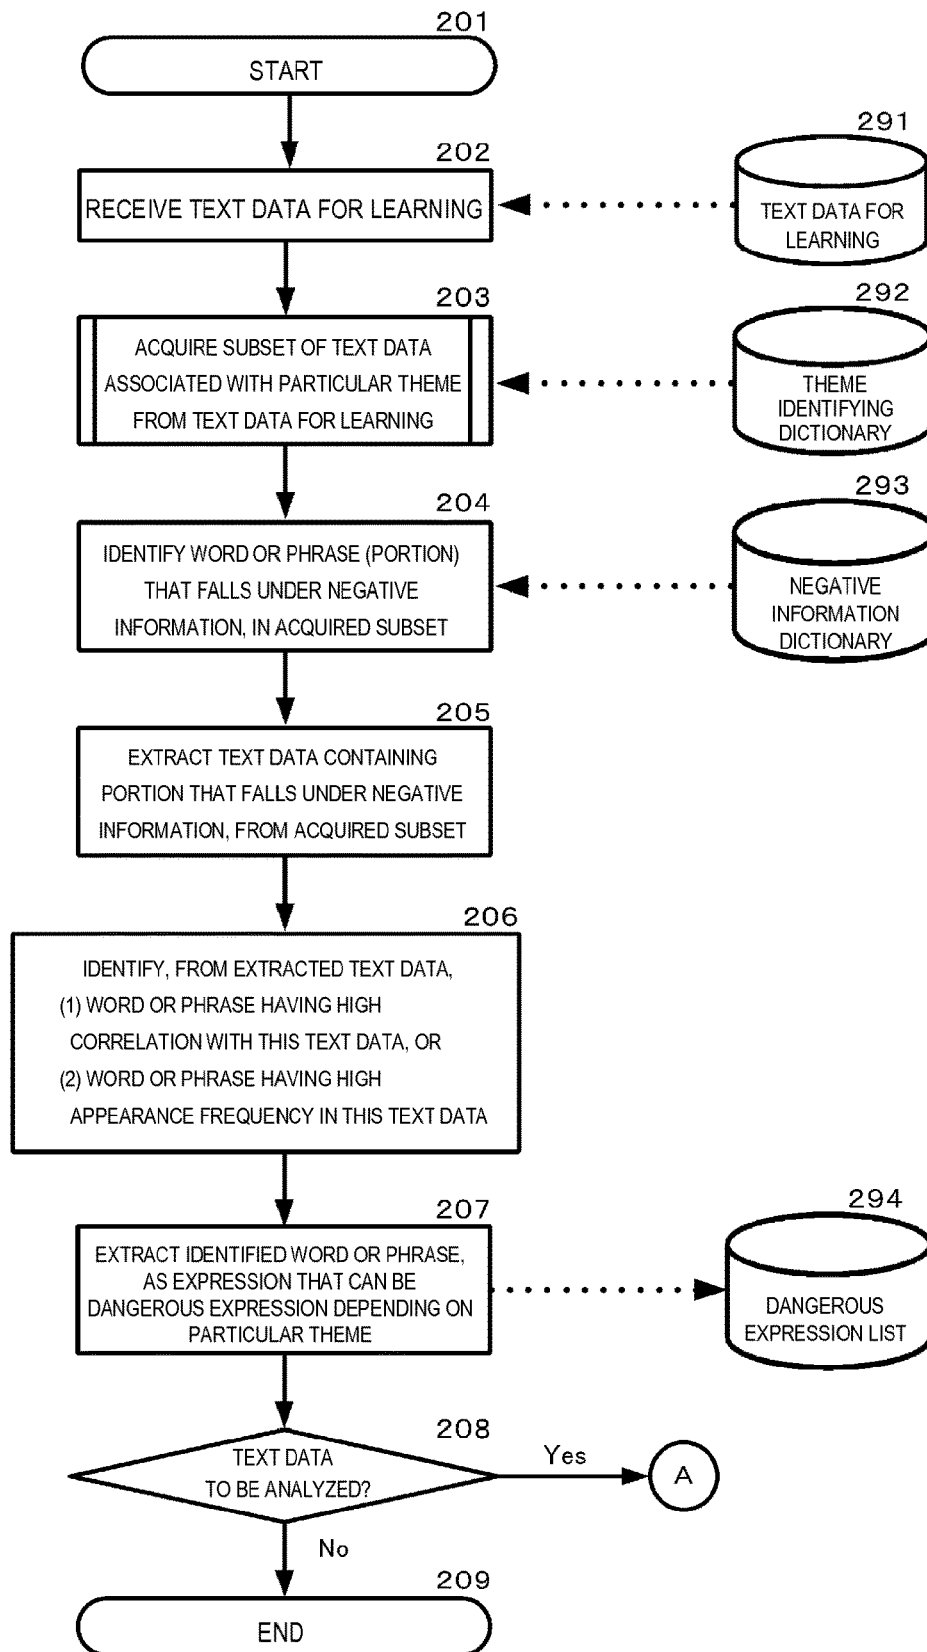 201
START
202
RECEIVE TEXT DATA FOR LEARNING
291
TEXT DATA FOR
LEARNING
203
ACQUIRE SUBSET OF TEXT DATA
ASSOCIATED WITH PARTICULAR THEME
FROM TEXT DATA FOR LEARNING
292
THEME
IDENTIFYING
DICTIONARY
204
IDENTIFY WORD OR PHRASE (PORTION)
THAT FALLS UNDER NEGATIVE
INFORMATION, IN ACQUIRED SUBSET
293
NEGATIVE
INFORMATION
DICTIONARY
205
EXTRACT TEXT DATA CONTAINING
PORTION THAT FALLS UNDER NEGATIVE
INFORMATION, FROM ACQUIRED SUBSET
206
IDENTIFY, FROM EXTRACTED TEXT DATA,
(1) WORD OR PHRASE HAVING HIGH
CORRELATION WITH THIS TEXT DATA, OR
(2) WORD OR PHRASE HAVING HIGH
APPEARANCE FREQUENCY IN THIS TEXT DATA
207
EXTRACT IDENTIFIED WORD OR PHRASE,
AS EXPRESSION THAT CAN BE
DANGEROUS EXPRESSION DEPENDING ON
PARTICULAR THEME
294
DANGEROUS
EXPRESSION LIST
208
TEXT DATA
TO BE ANALYZED?
Yes
A
No
209
END